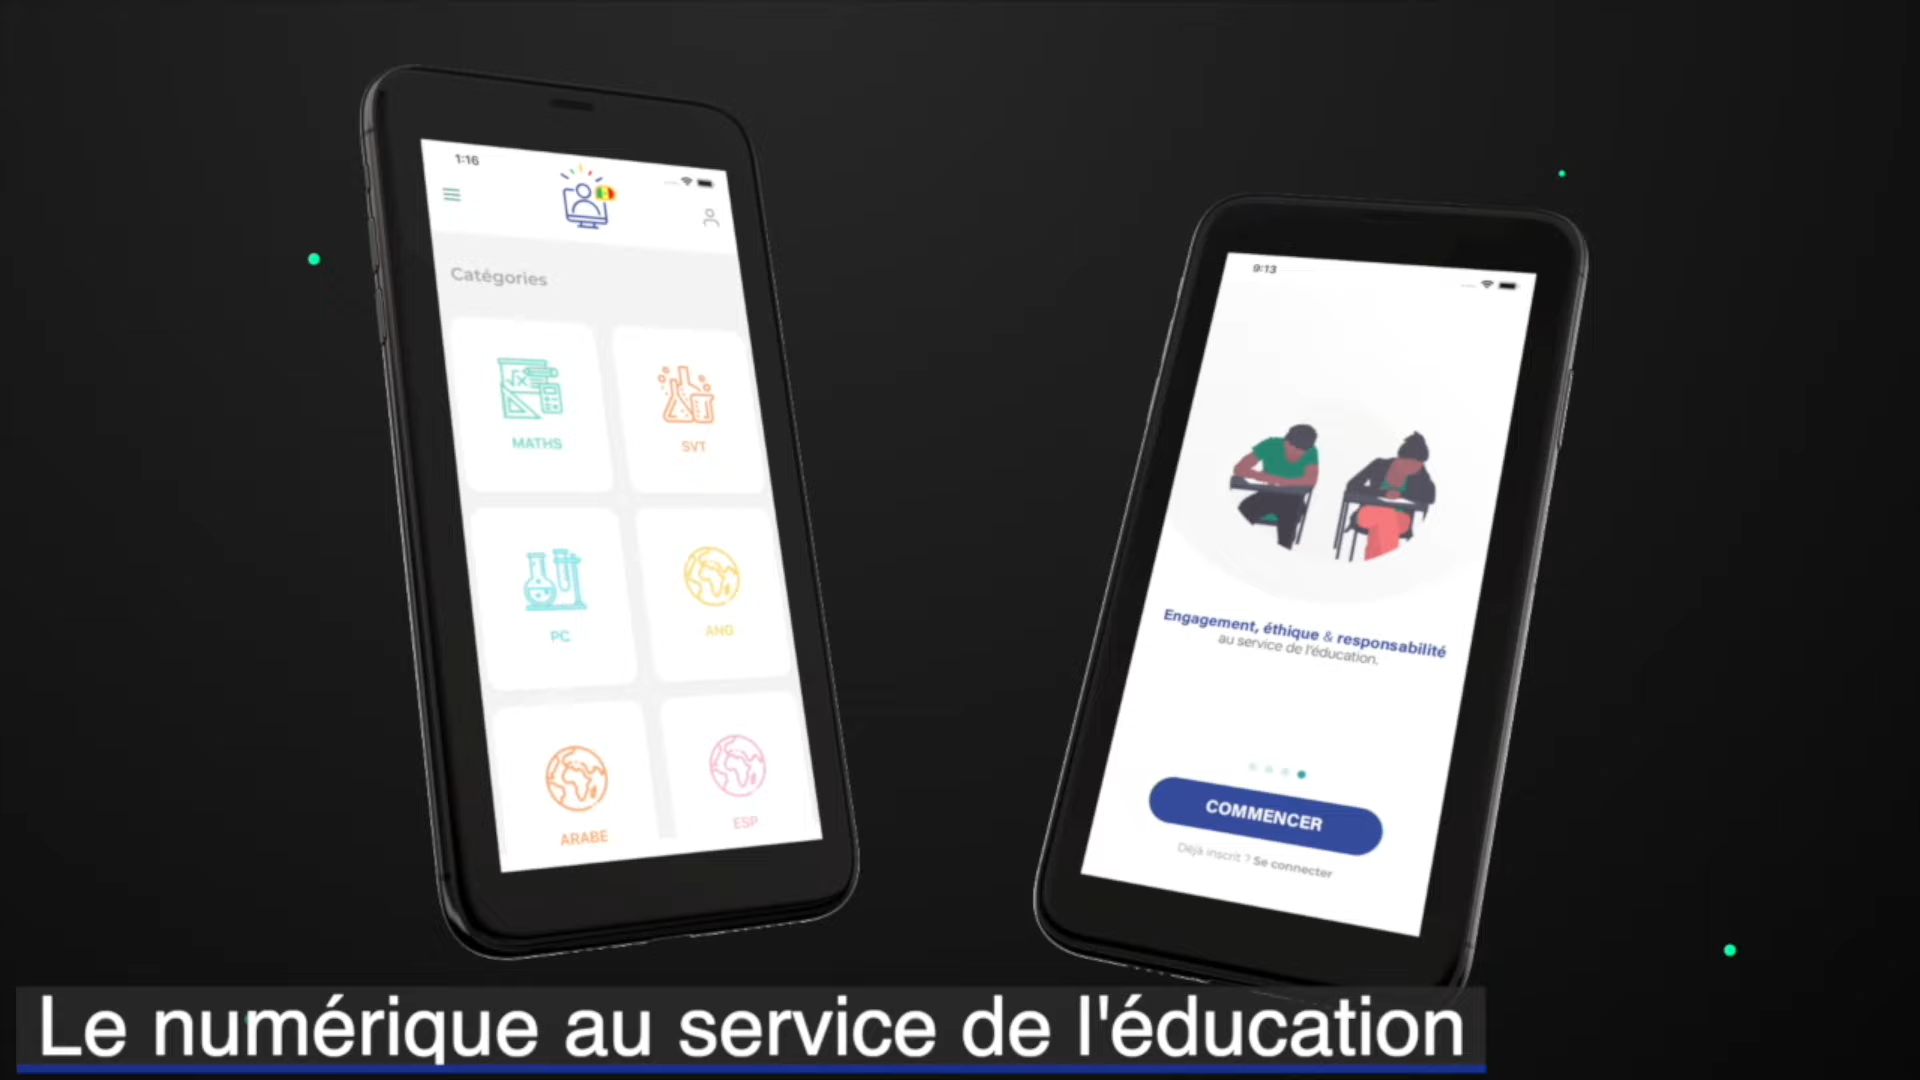 1:16
Catégories
MATHS
SVT
PC
ANG
ARABE
ESP
9:13
Engagement, éthique & responsabilité
au service de l'éducation.
COMMENCER
Déjà inscrit ? Se connecter
Le numérique au service de l'éducation